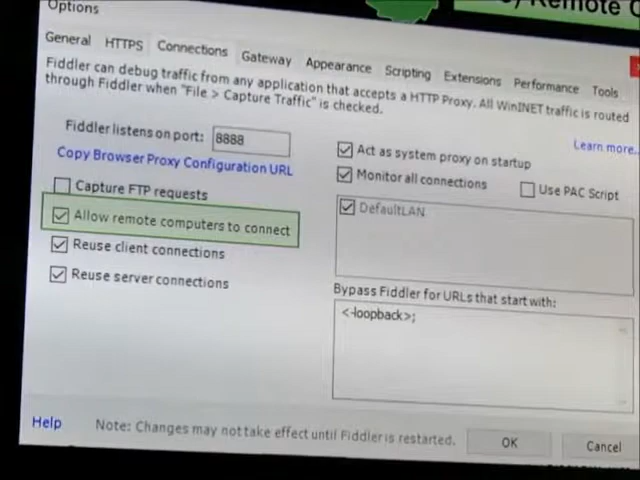 Remote C
Options
General HTTPS Connections Gateway Appearance Scripting Extensions Performance Tools
Fiddler can debug traffic from any application that accepts a HTTP Proxy. All WinINET traffic is routed
through Fiddler when "File > Capture Traffic" is checked.
Learn more...
Fiddler listens on port: 8888
Copy Browser Proxy Configuration URL
Capture FTP requests
Allow remote computers to connect
Reuse client connections
Reuse server connections
Act as system proxy on startup
Monitor all connections
Use PAC Script
DefaultLAN
Bypass Fiddler for URLs that start with:
<-loopback>;
Help
Note: Changes may not take effect until Fiddler is restarted.
OK
Cancel